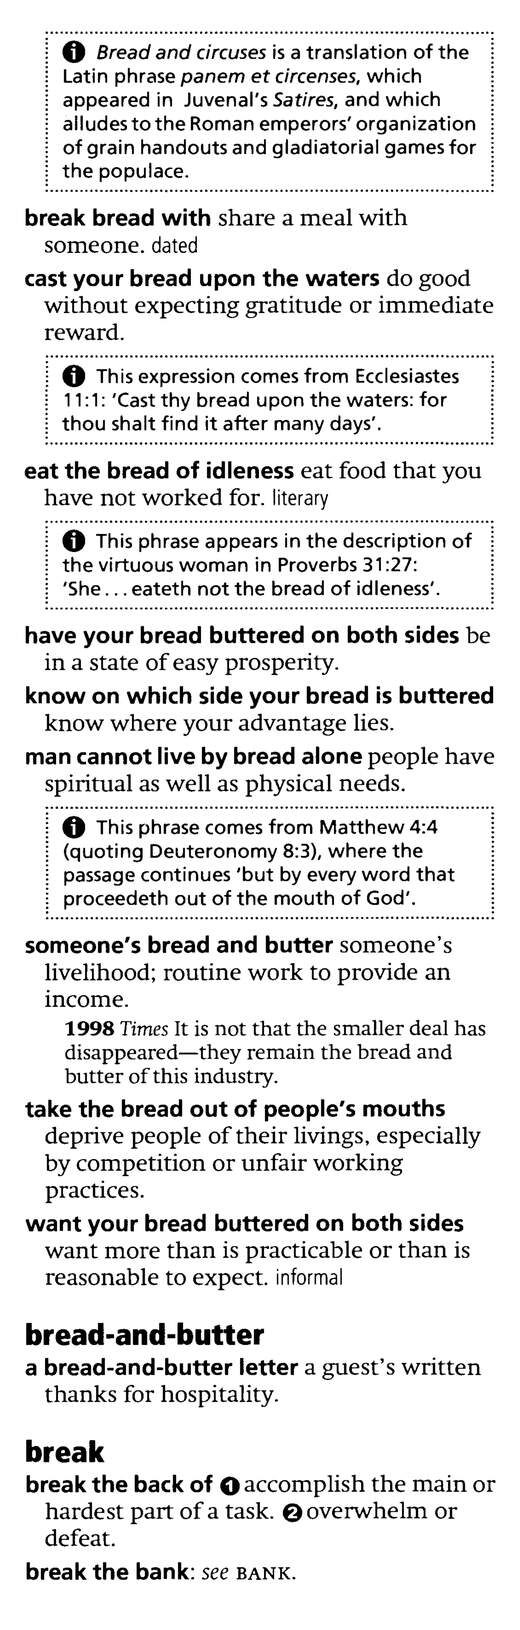 ℹ Bread and circuses is a translation of the
Latin phrase panem et circenses, which
appeared in Juvenal's Satires, and which
alludes to the Roman emperors' organization
of grain handouts and gladiatorial games for
the populace.
break bread with share a meal with
someone. dated
cast your bread upon the waters do good
without expecting gratitude or immediate
reward.
ℹ This expression comes from Ecclesiastes
11:1: 'Cast thy bread upon the waters: for
thou shalt find it after many days'.
eat the bread of idleness eat food that you
have not worked for. literary
ℹ This phrase appears in the description of
the virtuous woman in Proverbs 31:27:
'She...eateth not the bread of idleness'.
have your bread buttered on both sides be
in a state of easy prosperity.
know on which side your bread is buttered
know where your advantage lies.
man cannot live by bread alone people have
spiritual as well as physical needs.
ℹ This phrase comes from Matthew 4:4
(quoting Deuteronomy 8:3), where the
passage continues 'but by every word that
proceedeth out of the mouth of God'.
someone's bread and butter someone's
livelihood; routine work to provide an
income.
1998 Times It is not that the smaller deal has
disappeared—they remain the bread and
butter of this industry.
take the bread out of people's mouths
deprive people of their livings, especially
by competition or unfair working
practices.
want your bread buttered on both sides
want more than is practicable or than is
reasonable to expect. informal
bread-and-butter
a bread-and-butter letter a guest's written
thanks for hospitality.
break
break the back of ❶ accomplish the main or
hardest part of a task. ❷ overwhelm or
defeat.
break the bank: see BANK.